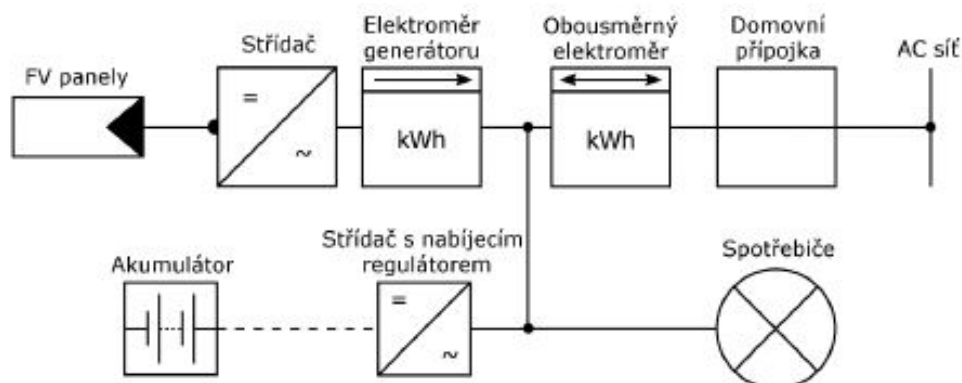 Střídač
Elektroměr
generátoru
Obousměrný
elektroměr
Domovní
přípojka
AC síť
FV panely
=
~
kWh
kWh
Akumulátor
Střídač s nabíjecím
regulátorem
=
~
Spotřebiče